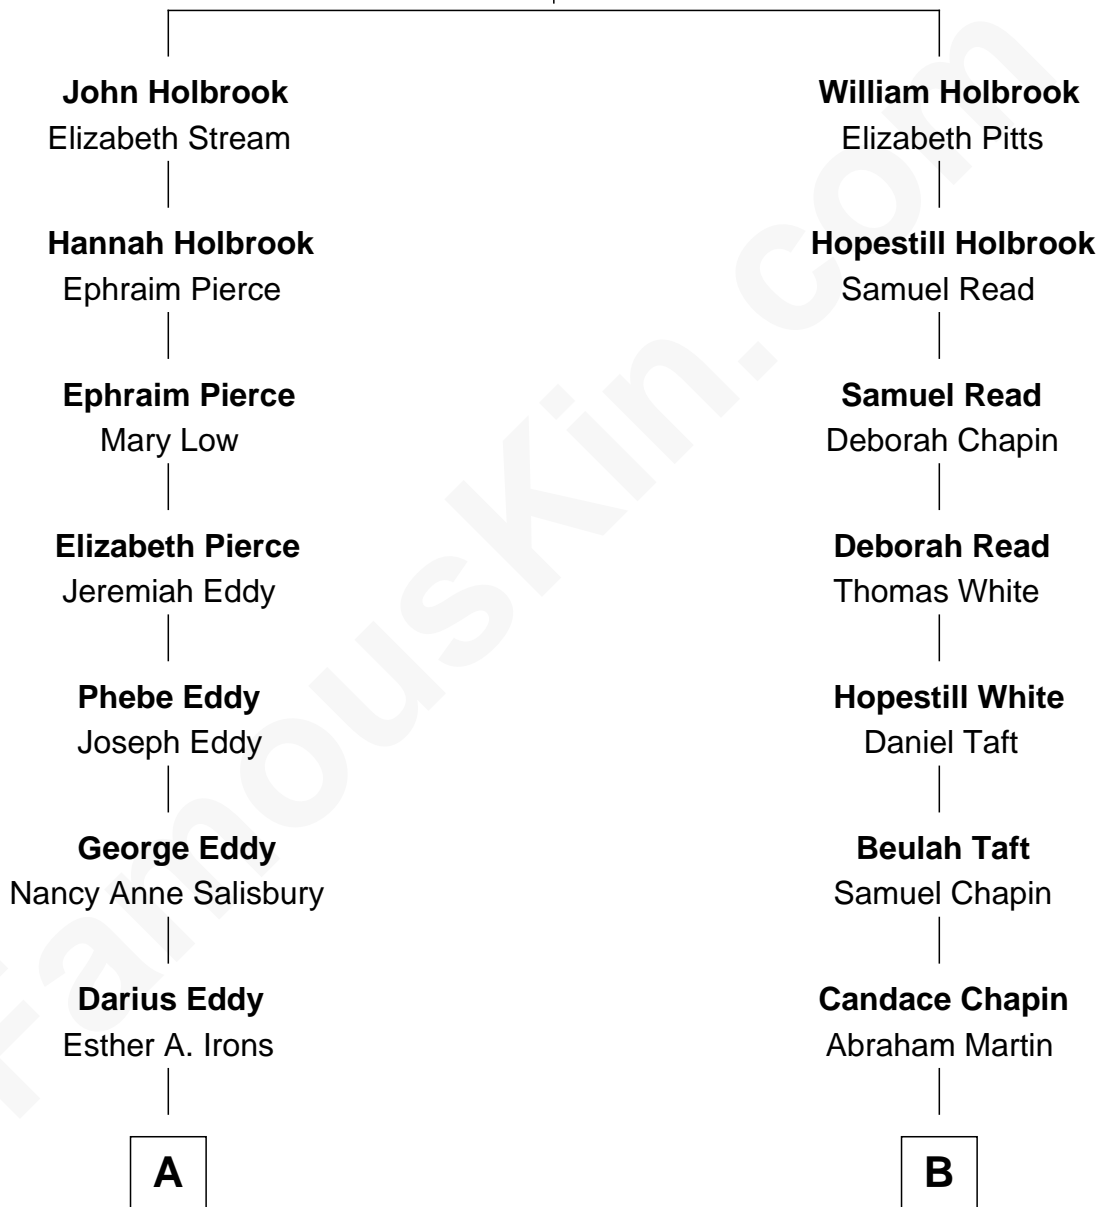 John Holbrook
Elizabeth Stream
Hannah Holbrook
Ephraim Pierce
Ephraim Pierce
Mary Low
Elizabeth Pierce
Jeremiah Eddy
Phebe Eddy
Joseph Eddy
George Eddy
Nancy Anne Salisbury
Darius Eddy
Esther A. Irons
A
William Holbrook
Elizabeth Pitts
Hopestill Holbrook
Samuel Read
Samuel Read
Deborah Chapin
Deborah Read
Thomas White
Hopestill White
Daniel Taft
Beulah Taft
Samuel Chapin
Candace Chapin
Abraham Martin
B
FamousKin.com